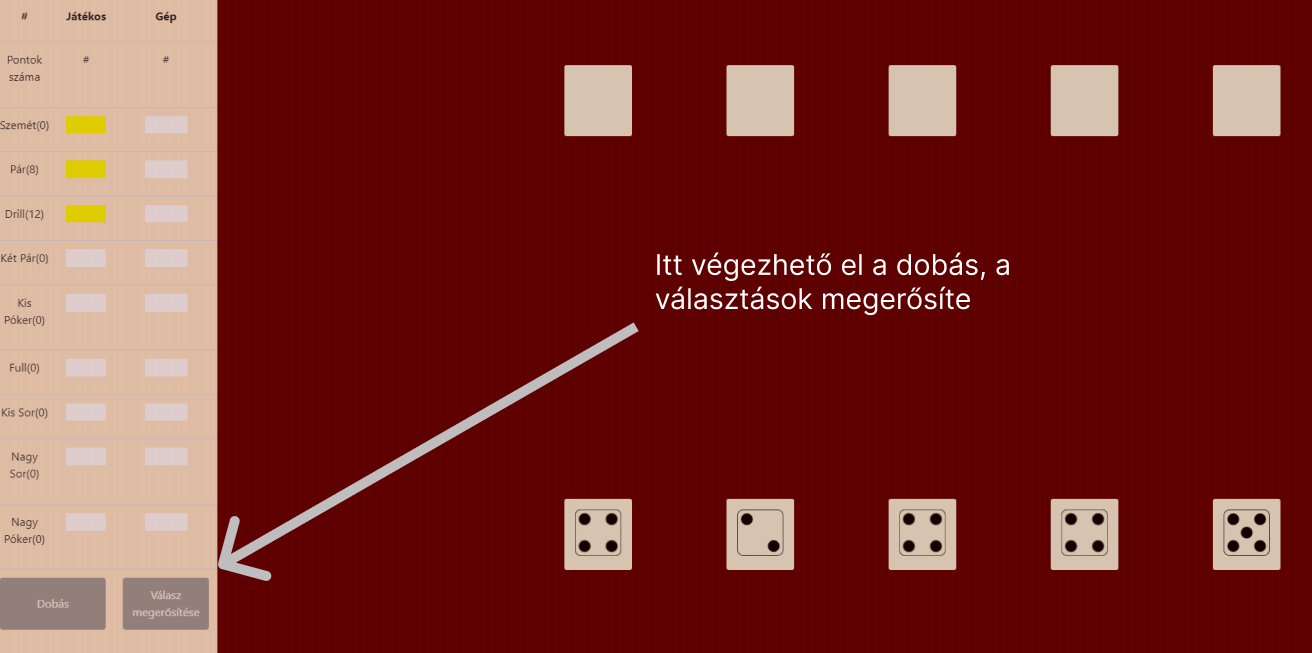 # Játékos Gép
Pontok # #
száma
Szemét(0)
Pár(8)
Drill(12)
Két Pár(0)
Kis
Póker(0)
Full(0)
Kis Sor(0)
Nagy
Sor(0)
Nagy
Póker(0)
Dobás
Válasz
megerősítése
Itt végezhető el a dobás, a
választások megerősíte